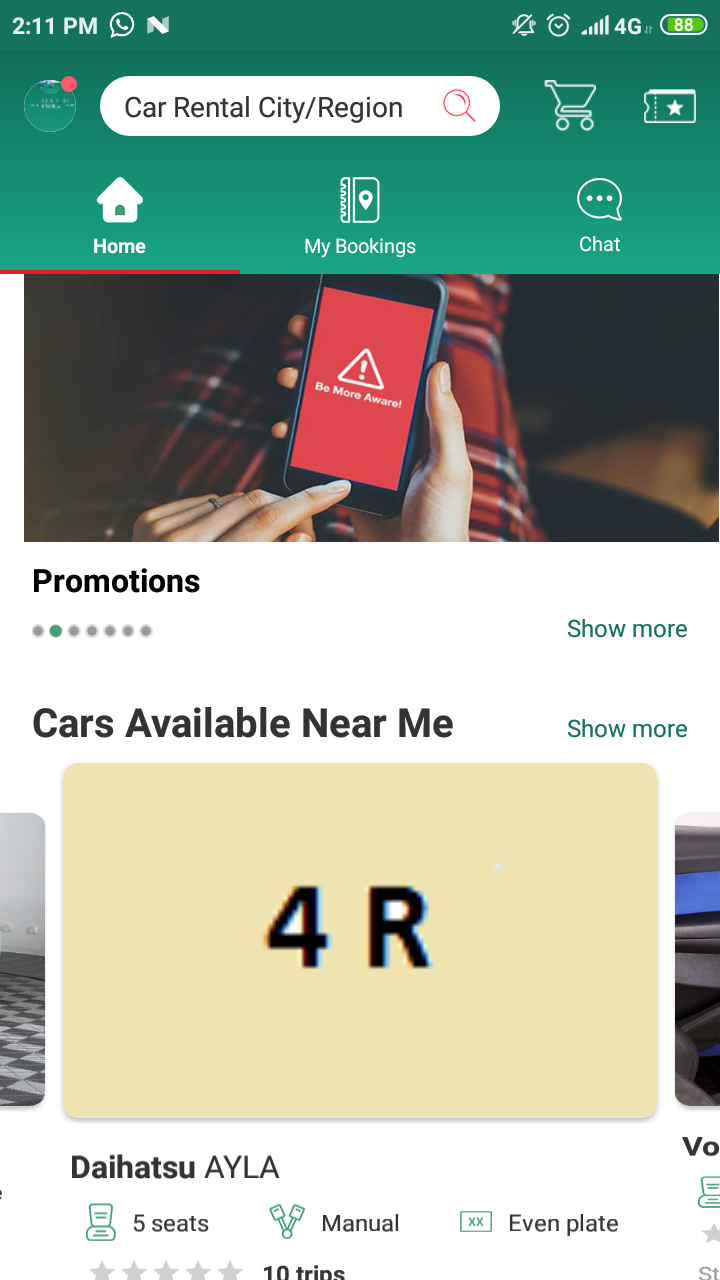 2:11 PM 4G 88
Car Rental City/Region
Home My Bookings Chat
Be More Aware!
Promotions
Show more
Cars Available Near Me Show more
4 R
Daihatsu AYLA
Vo
5 seats Manual XX Even plate
10 trips
St